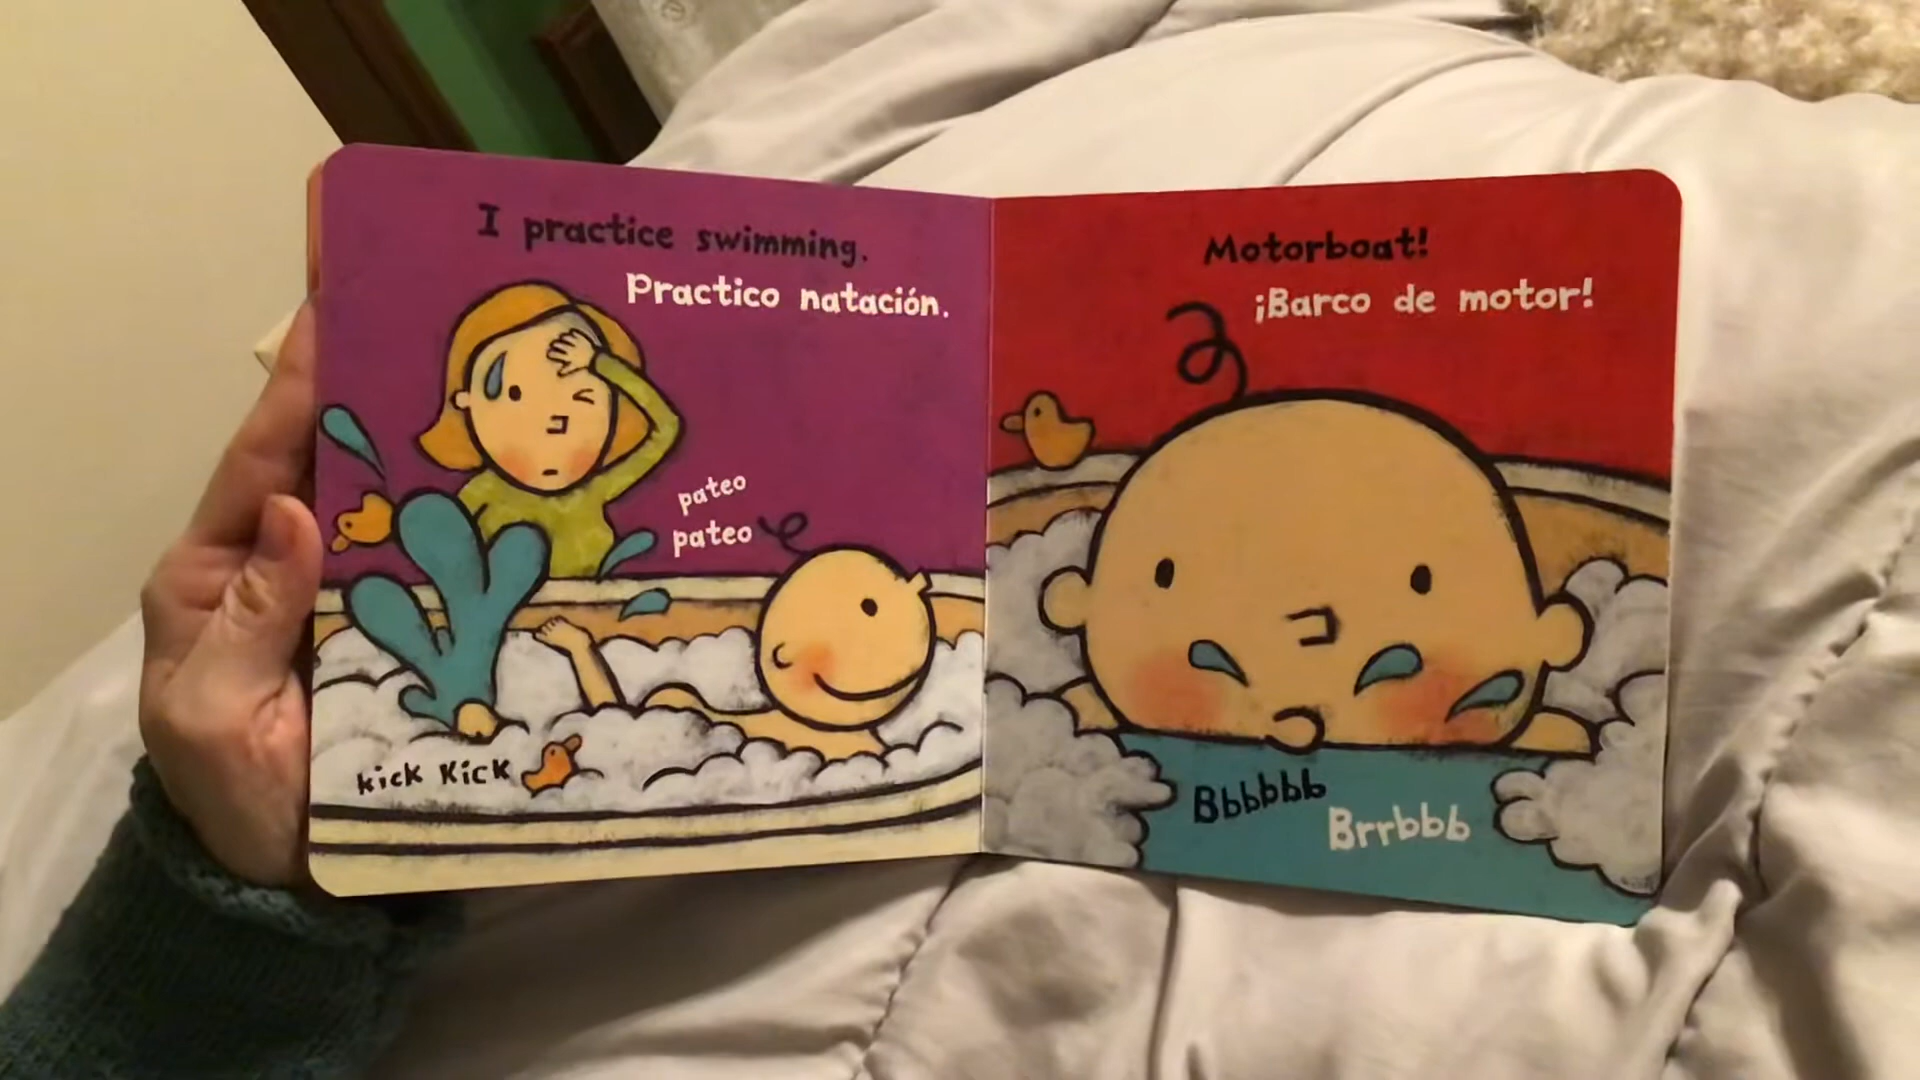 I practice swimming.
Practico natación.
pateo
pateo
kick kick
Motorboat!
¡Barco de motor!
Bbbbbb
Brrbbb